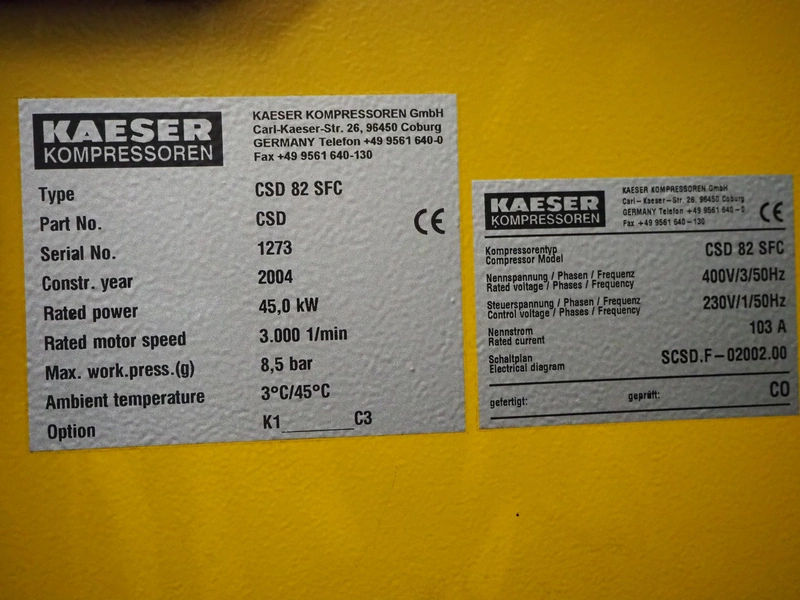 KAESER
KOMPRESSOREN
KAESER KOMPRESSOREN GmbH
Carl-Kaeser-Str. 26, 96450 Coburg
GERMANY Telefon +49 9561 640-0
Fax +49 9561 640-130
Type CSD 82 SFC
Part No. CSD
CE
Serial No. 1273
Constr. year 2004
Rated power 45,0 kW
Rated motor speed 3.000 1/min
Max. work.press.(g) 8,5 bar
Ambient temperature 3°C/45°C
Option K1________C3
KAESER
KOMPRESSOREN
KAESER KOMPRESSOREN GmbH
Carl-Kaeser-Str. 26, 96450 Coburg
GERMANY Telefon +49 9561 640-0
Fax +49 9561 640-130
CE
Kompressorentyp
Compressor Model CSD 82 SFC
Nennspannung / Phasen / Frequenz
Rated voltage / Phases / Frequency 400V/3/50Hz
Steuerspannung / Phasen / Frequenz
Control voltage / Phases / Frequency 230V/1/50Hz
Nennstrom
Rated current 103 A
Schaltplan
Electrical diagram SCSD.F-02002.00
gefertigt: geprüft: CO